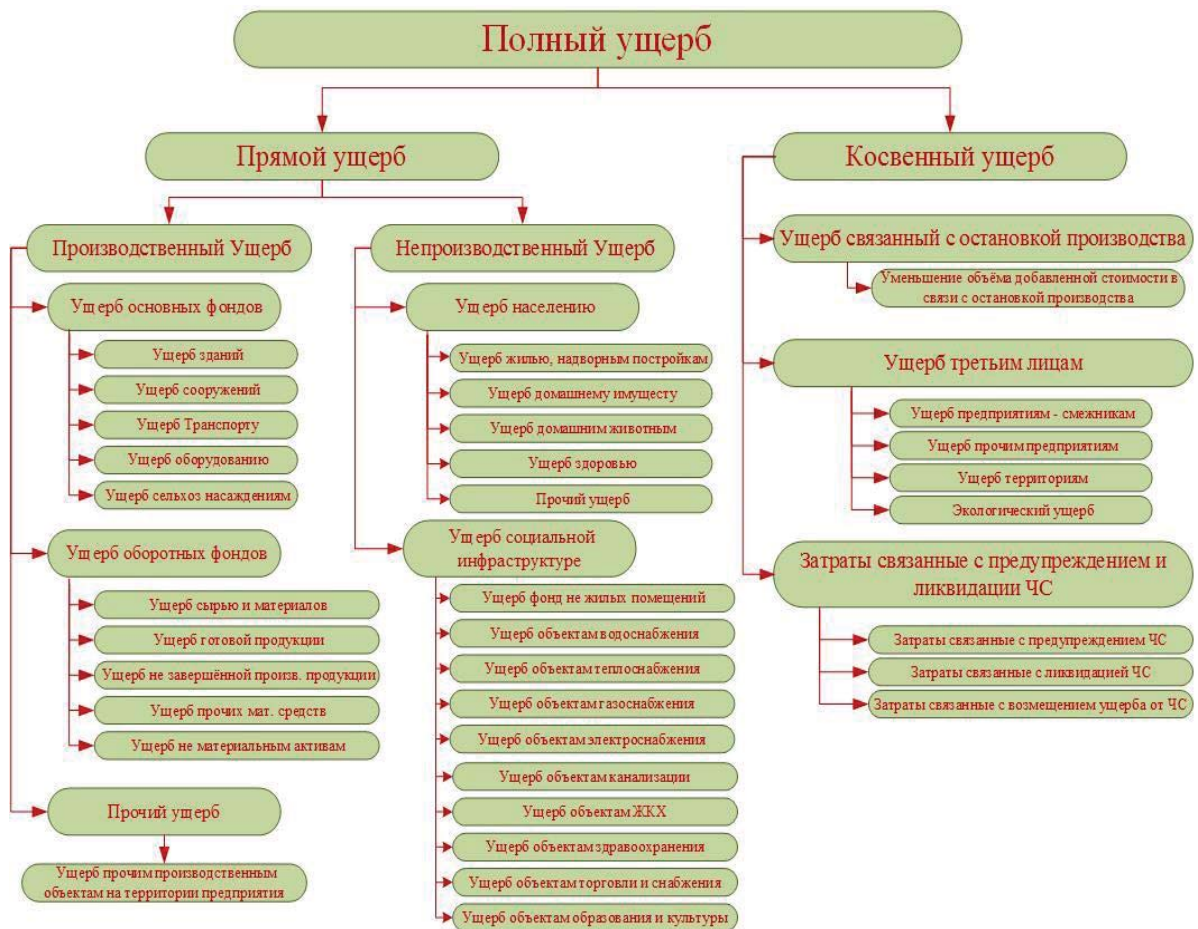 Полный ущерб
Прямой ущерб
Косвенный ущерб
Производственный Ущерб
Ущерб основных фондов
Ущерб зданий
Ущерб сооружений
Ущерб Транспорту
Ущерб оборудованию
Ущерб сельхоз насаждениям
Ущерб оборотных фондов
Ущерб сырью и материалов
Ущерб готовой продукции
Ущерб не завершённой произв. продукции
Ущерб прочих мат. средств
Ущерб не материальным активам
Прочий ущерб
Ущерб прочим производственным
объектам на территории предприятия
Непроизводственный Ущерб
Ущерб населению
Ущерб жилью, надворным постройкам
Ущерб домашнему имущесту
Ущерб домашним животным
Ущерб здоровью
Прочий ущерб
Ущерб социальной
инфраструктуре
Ущерб фонд не жилых помещений
Ущерб объектам водоснабжения
Ущерб объектам теплоснабжения
Ущерб объектам газоснабжения
Ущерб объектам электроснабжения
Ущерб объектам канализации
Ущерб объектам ЖКХ
Ущерб объектам здравоохранения
Ущерб объектам торговли и снабжения
Ущерб объектам образования и культуры
Ущерб связанный с остановкой производства
Уменьшение объёма добавленной стоимости в
связи с остановкой производства
Ущерб третьим лицам
Ущерб предприятиям - смежникам
Ущерб прочим предприятиям
Ущерб территориям
Экологический ущерб
Затраты связанные с предупреждением и
ликвидации ЧС
Затраты связанные с предупреждением ЧС
Затраты связанные с ликвидацией ЧС
Затраты связанные с возмещением ущерба от ЧС